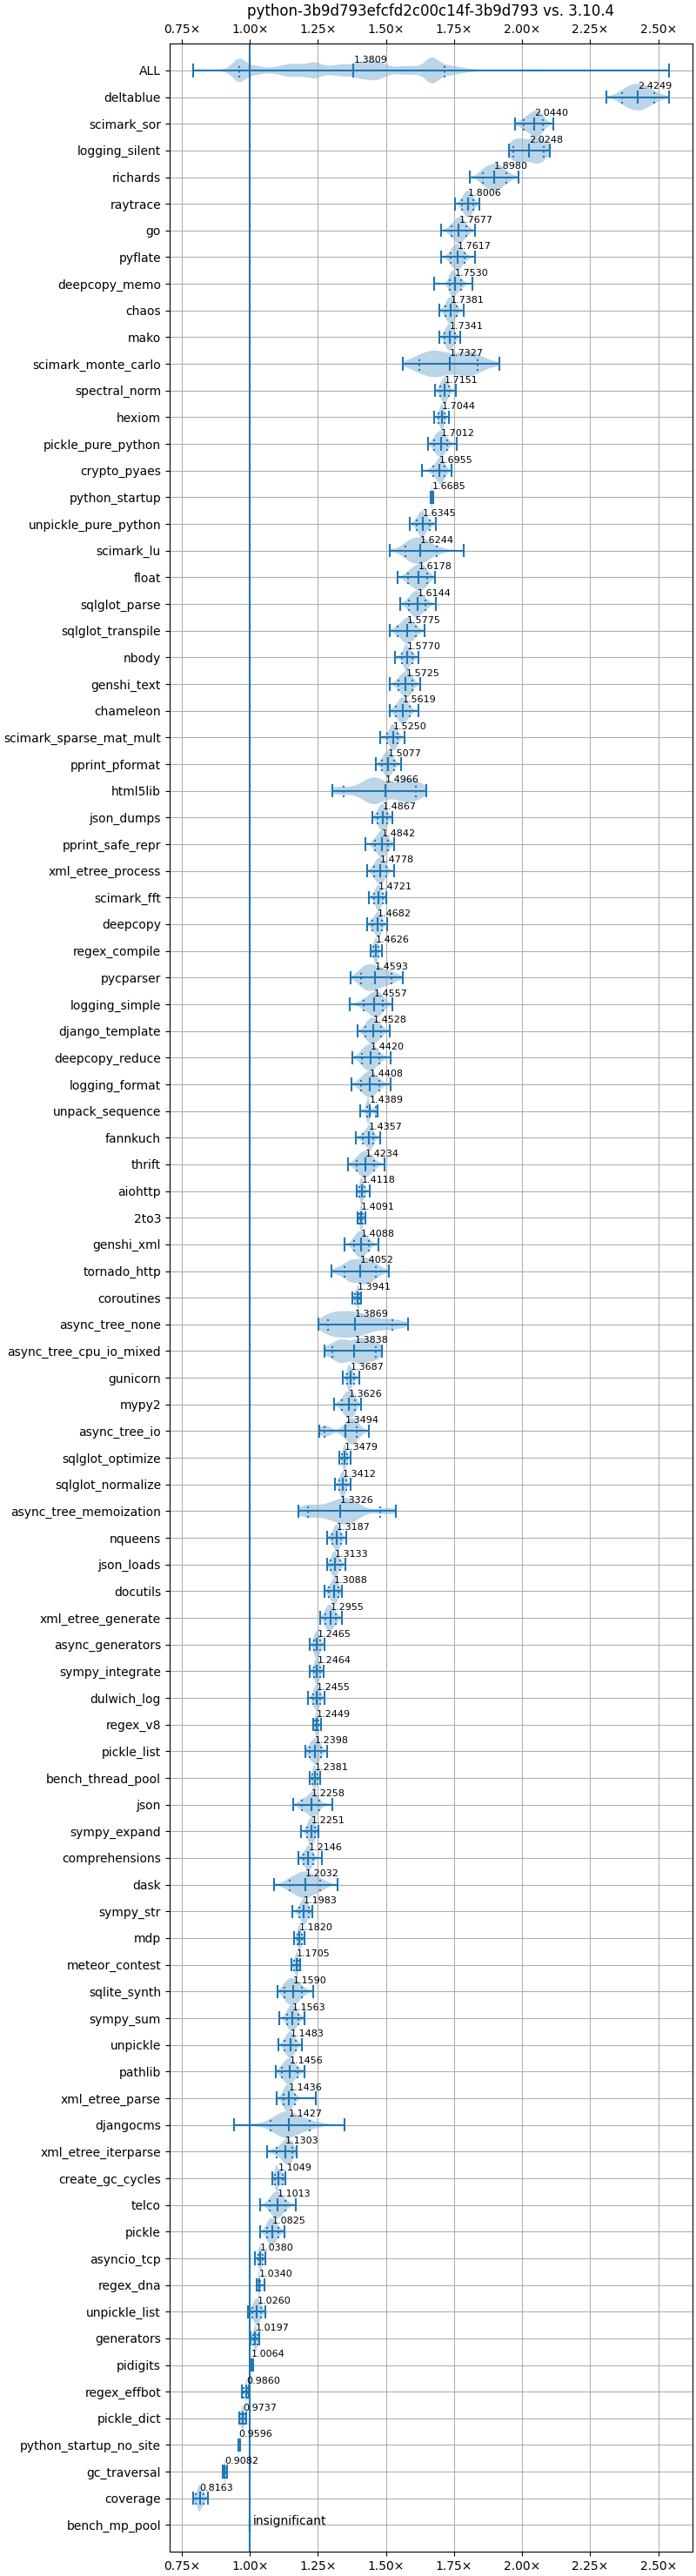 python-3b9d793efcfd2c00c14f-3b9d793 vs. 3.10.4
0.75× 1.00× 1.25× 1.50× 1.75× 2.00× 2.25× 2.50×
ALL 1.3809
deltablue 2.4249
scimark_sor 2.0440
logging_silent 2.0248
richards 1.8980
raytrace 1.8006
go 1.7677
pyflate 1.7617
deepcopy_memo 1.7530
chaos 1.7381
mako 1.7341
scimark_monte_carlo 1.7327
spectral_norm 1.7151
hexiom 1.7044
pickle_pure_python 1.7012
crypto_pyaes 1.6955
python_startup 1.6685
unpickle_pure_python 1.6345
scimark_lu 1.6244
float 1.6178
sqlglot_parse 1.6144
sqlglot_transpile 1.5775
nbody 1.5770
genshi_text 1.5725
chameleon 1.5619
scimark_sparse_mat_mult 1.5250
pprint_pformat 1.5077
html5lib 1.4966
json_dumps 1.4867
pprint_safe_repr 1.4842
xml_etree_process 1.4778
scimark_fft 1.4721
deepcopy 1.4682
regex_compile 1.4626
pycparser 1.4593
logging_simple 1.4557
django_template 1.4528
deepcopy_reduce 1.4420
logging_format 1.4408
unpack_sequence 1.4389
fannkuch 1.4357
thrift 1.4234
aiohttp 1.4118
2to3 1.4091
genshi_xml 1.4088
tornado_http 1.4052
coroutines 1.3941
async_tree_none 1.3869
async_tree_cpu_io_mixed 1.3838
gunicorn 1.3687
mypy2 1.3626
async_tree_io 1.3494
sqlglot_optimize 1.3479
sqlglot_normalize 1.3412
async_tree_memoization 1.3326
nqueens 1.3187
json_loads 1.3133
docutils 1.3088
xml_etree_generate 1.2955
async_generators 1.2465
sympy_integrate 1.2464
dulwich_log 1.2455
regex_v8 1.2449
pickle_list 1.2398
bench_thread_pool 1.2381
json 1.2258
sympy_expand 1.2251
comprehensions 1.2146
dask 1.2032
sympy_str 1.1983
mdp 1.1820
meteor_contest 1.1705
sqlite_synth 1.1590
sympy_sum 1.1563
unpickle 1.1483
pathlib 1.1456
xml_etree_parse 1.1436
djangocms 1.1427
xml_etree_iterparse 1.1303
create_gc_cycles 1.1049
telco 1.1013
pickle 1.0825
asyncio_tcp 1.0380
regex_dna 1.0340
unpickle_list 1.0260
generators 1.0197
pidigits 1.0064
regex_effbot 0.9860
pickle_dict 0.9737
python_startup_no_site 0.9596
gc_traversal 0.9082
coverage 0.8163
bench_mp_pool insignificant
0.75× 1.00× 1.25× 1.50× 1.75× 2.00× 2.25× 2.50×